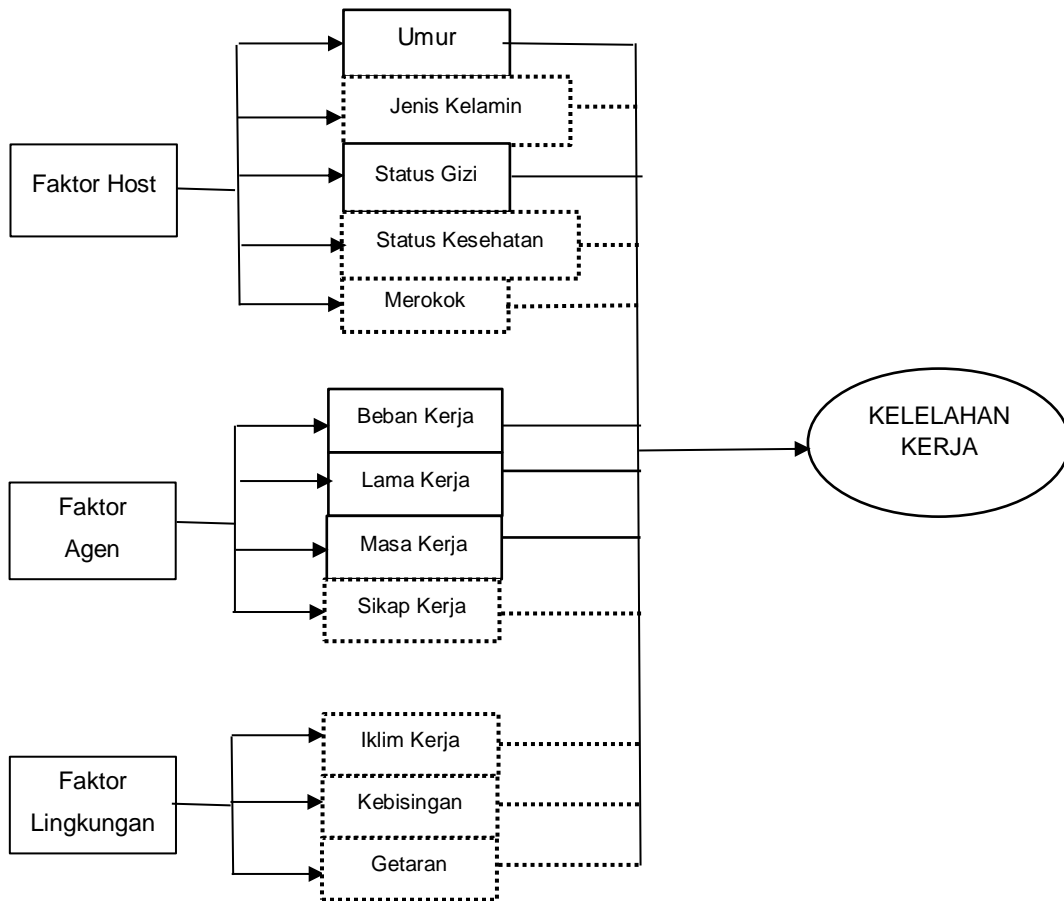 Faktor Host
Umur
Jenis Kelamin
Status Gizi
Status Kesehatan
Merokok
Faktor
Agen
Beban Kerja
Lama Kerja
Masa Kerja
Sikap Kerja
Faktor
Lingkungan
Iklim Kerja
Kebisingan
Getaran
KELELAHAN
KERJA